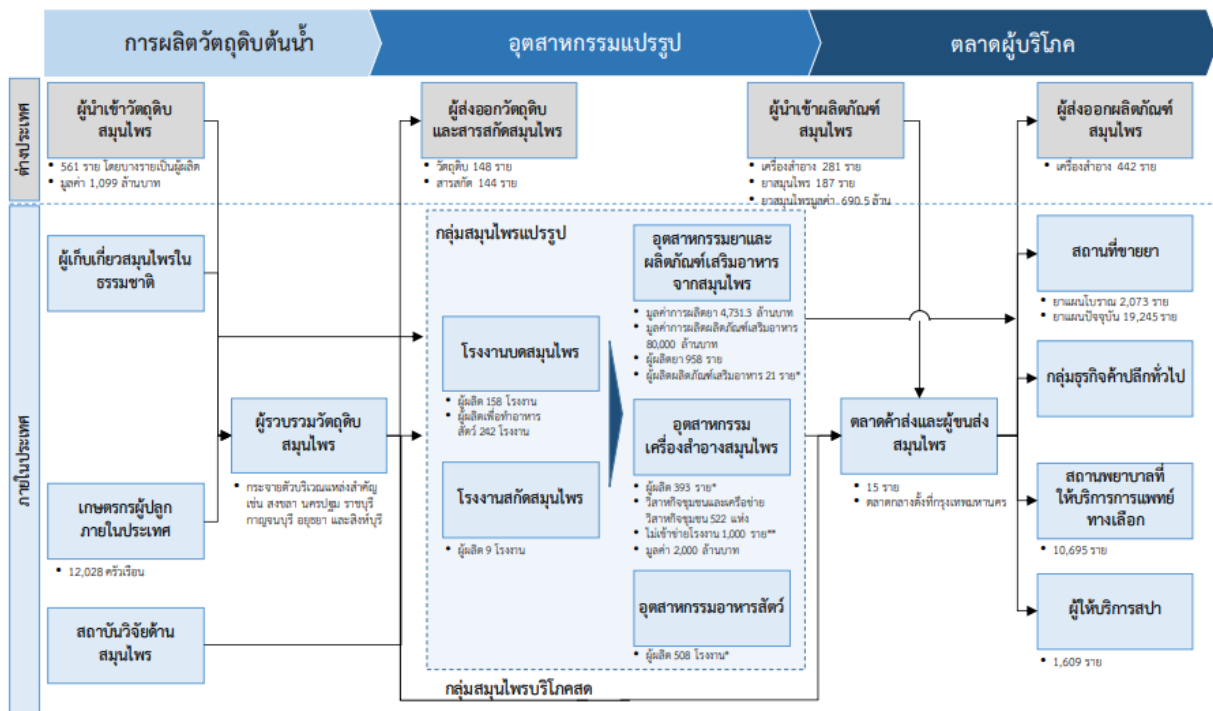 การผลิตวัตถุดิบต้นน้ำ
อุตสาหกรรมแปรรูป
ตลาดผู้บริโภค
ต่างประเทศ
ผู้นำเข้าวัตถุดิบ
สมุนไพร
• 561 ราย โดยบางรายเป็นผู้ผลิต
• มูลค่า 1,099 ล้านบาท
ผู้ส่งออกวัตถุดิบ
และสารสกัดสมุนไพร
• วัตถุดิบ 148 ราย
• สารสกัด 144 ราย
ผู้นำเข้าผลิตภัณฑ์
สมุนไพร
• เครื่องสำอาง 281 ราย
• ยาสมุนไพร 187 ราย
• ยาสมุนไพรมูลค่า 690.5 ล้าน
ผู้ส่งออกผลิตภัณฑ์
สมุนไพร
• เครื่องสำอาง 442 ราย
ภายในประเทศ
ผู้เก็บเกี่ยวสมุนไพรใน
ธรรมชาติ
เกษตรกรผู้ปลูก
ภายในประเทศ
• 12,028 ครัวเรือน
สถาบันวิจัยด้าน
สมุนไพร
ผู้รวบรวมวัตถุดิบ
สมุนไพร
• กระจายตัวบริเวณแหล่งสำคัญ
เช่น สงขลา นครปฐม ราชบุรี
กาญจนบุรี อยุธยา และสิงห์บุรี
กลุ่มสมุนไพรแปรรูป
โรงงานบดสมุนไพร
• ผู้ผลิต 158 โรงงาน
• ผู้ผลิตเพื่อทำอาหาร
สัตว์ 242 โรงงาน
โรงงานสกัดสมุนไพร
• ผู้ผลิต 9 โรงงาน
อุตสาหกรรมยาและ
ผลิตภัณฑ์เสริมอาหาร
จากสมุนไพร
• มูลค่าการผลิตยา 4,731.3 ล้านบาท
• มูลค่าการผลิตผลิตภัณฑ์เสริมอาหาร
80,000 ล้านบาท
• ผู้ผลิตยา 958 ราย
• ผู้ผลิตผลิตภัณฑ์เสริมอาหาร 21 ราย*
อุตสาหกรรม
เครื่องสำอางสมุนไพร
• ผู้ผลิต 393 ราย*
• วิสาหกิจชุมชนและเครือข่าย
วิสาหกิจชุมชน 522 แห่ง
• ไม่เข้าข่ายโรงงาน 1,000 ราย**
• มูลค่า 2,000 ล้านบาท
อุตสาหกรรมอาหารสัตว์
• ผู้ผลิต 508 โรงงาน*
กลุ่มสมุนไพรบริโภคสด
ตลาดค้าส่งและผู้ขนส่ง
สมุนไพร
• 15 ราย
• ตลาดกลางตั้งที่กรุงเทพมหานคร
สถานที่ขายยา
• ยาแผนโบราณ 2,073 ราย
• ยาแผนปัจจุบัน 19,245 ราย
กลุ่มธุรกิจค้าปลีกทั่วไป
สถานพยาบาลที่
ให้บริการการแพทย์
ทางเลือก
• 10,695 ราย
ผู้ให้บริการสปา
• 1,609 ราย